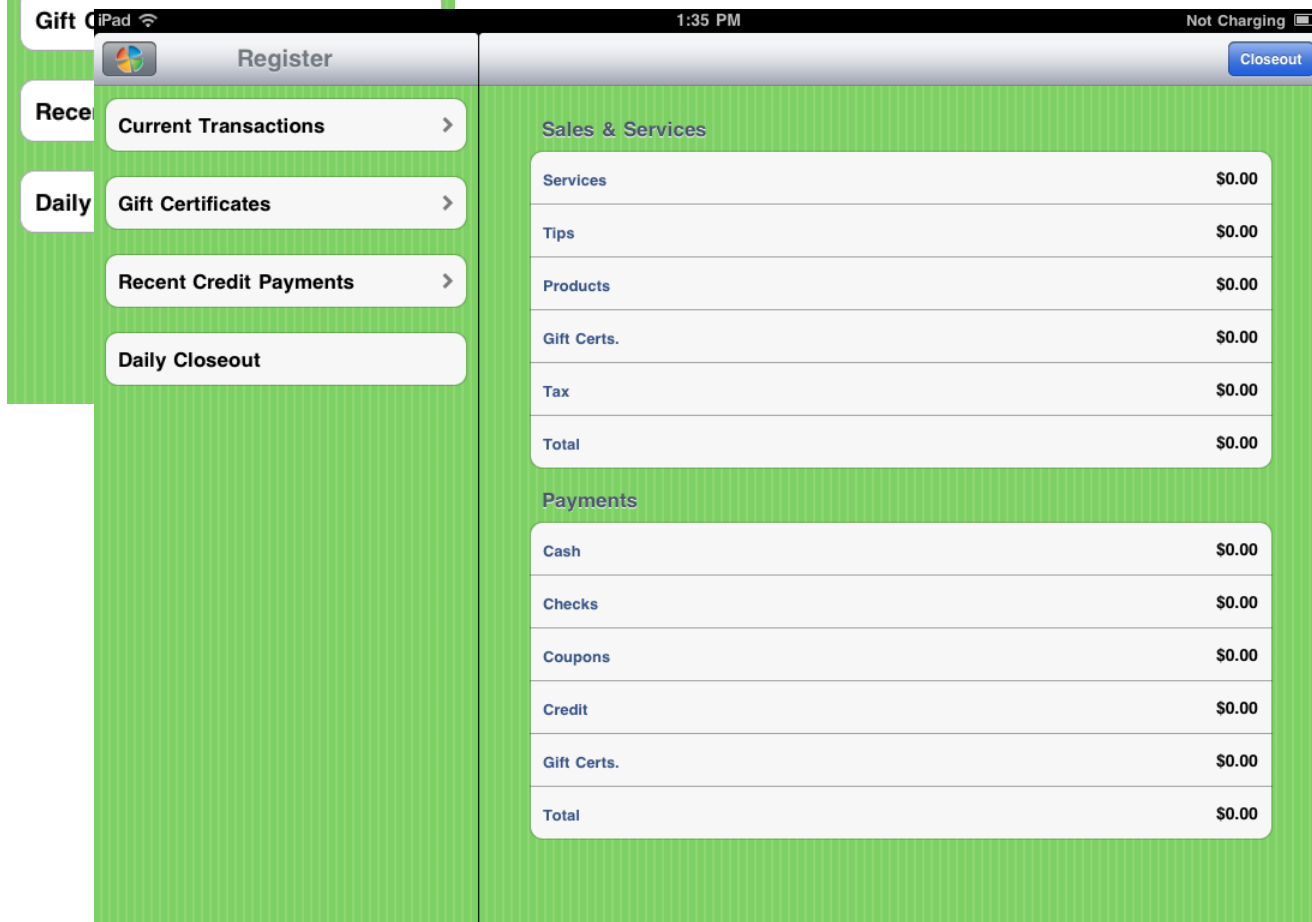 Gift
Rece
Daily
iPad 1:35 PM Not Charging
Register
Closeout
Current Transactions
Gift Certificates
Recent Credit Payments
Daily Closeout
Sales & Services
Services $0.00
Tips $0.00
Products $0.00
Gift Certs. $0.00
Tax $0.00
Total $0.00
Payments
Cash $0.00
Checks $0.00
Coupons $0.00
Credit $0.00
Gift Certs. $0.00
Total $0.00